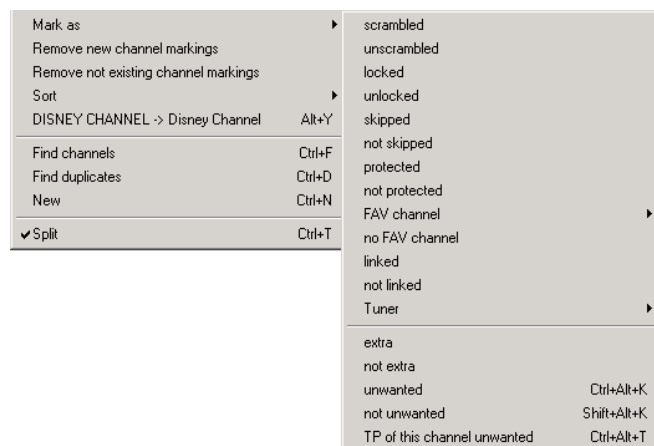 Mark as
Remove new channel markings
Remove not existing channel markings
Sort
DISNEY CHANNEL -> Disney Channel Alt+Y
Find channels Ctrl+F
Find duplicates Ctrl+D
New Ctrl+N
Split Ctrl+T
scrambled
unscrambled
locked
unlocked
skipped
not skipped
protected
not protected
FAV channel
no FAV channel
linked
not linked
Tuner
extra
not extra
unwanted Ctrl+Alt+K
not unwanted Shift+Alt+K
TP of this channel unwanted Ctrl+Alt+T